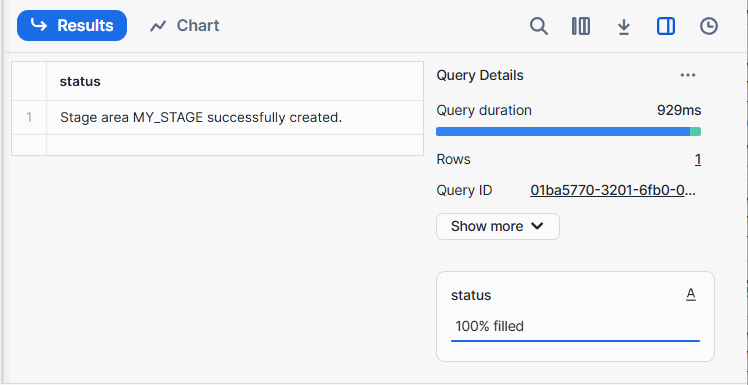 Results
Chart
status
1
Stage area MY_STAGE successfully created.
Query Details
Query duration 929ms
Rows 1
Query ID 01ba5770-3201-6fb0-0...
Show more
status A
100% filled